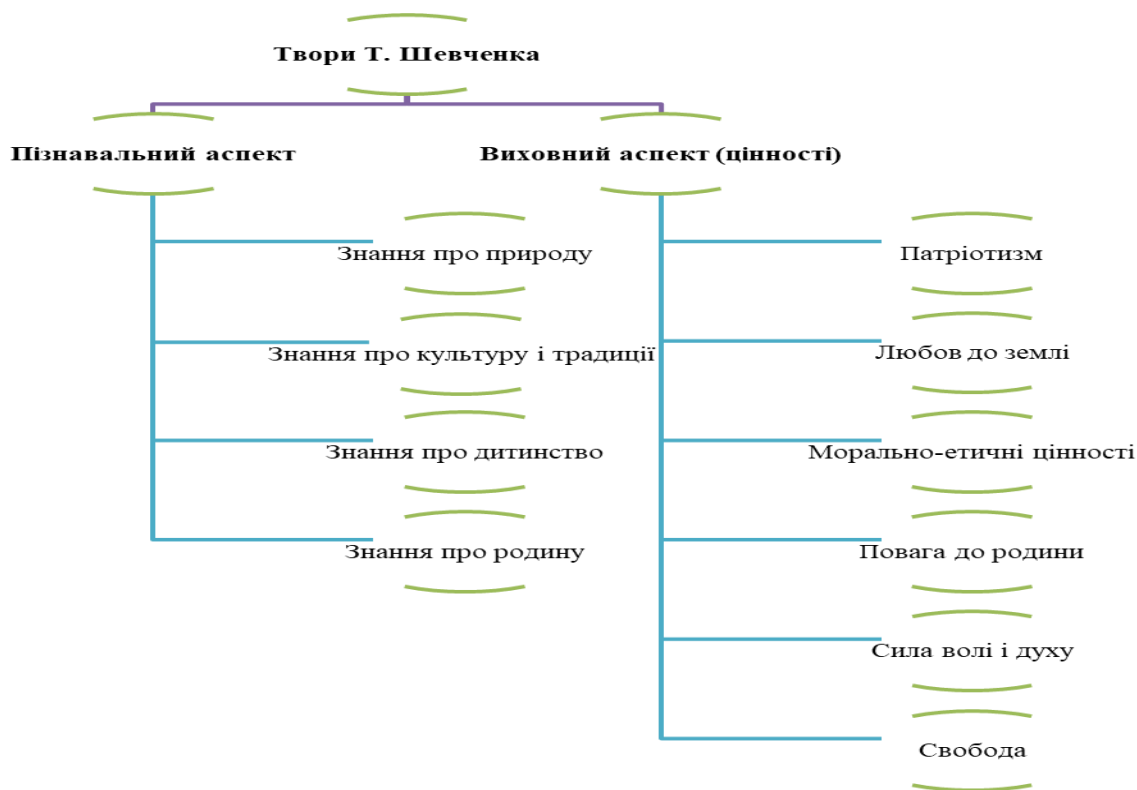 Твори Т. Шевченка
Пізнавальний аспект
Виховний аспект (цінності)
Знання про природу
Знання про культуру і традиції
Знання про дитинство
Знання про родину
Патріотизм
Любов до землі
Морально-етичні цінності
Повага до родини
Сила волі і духу
Свобода